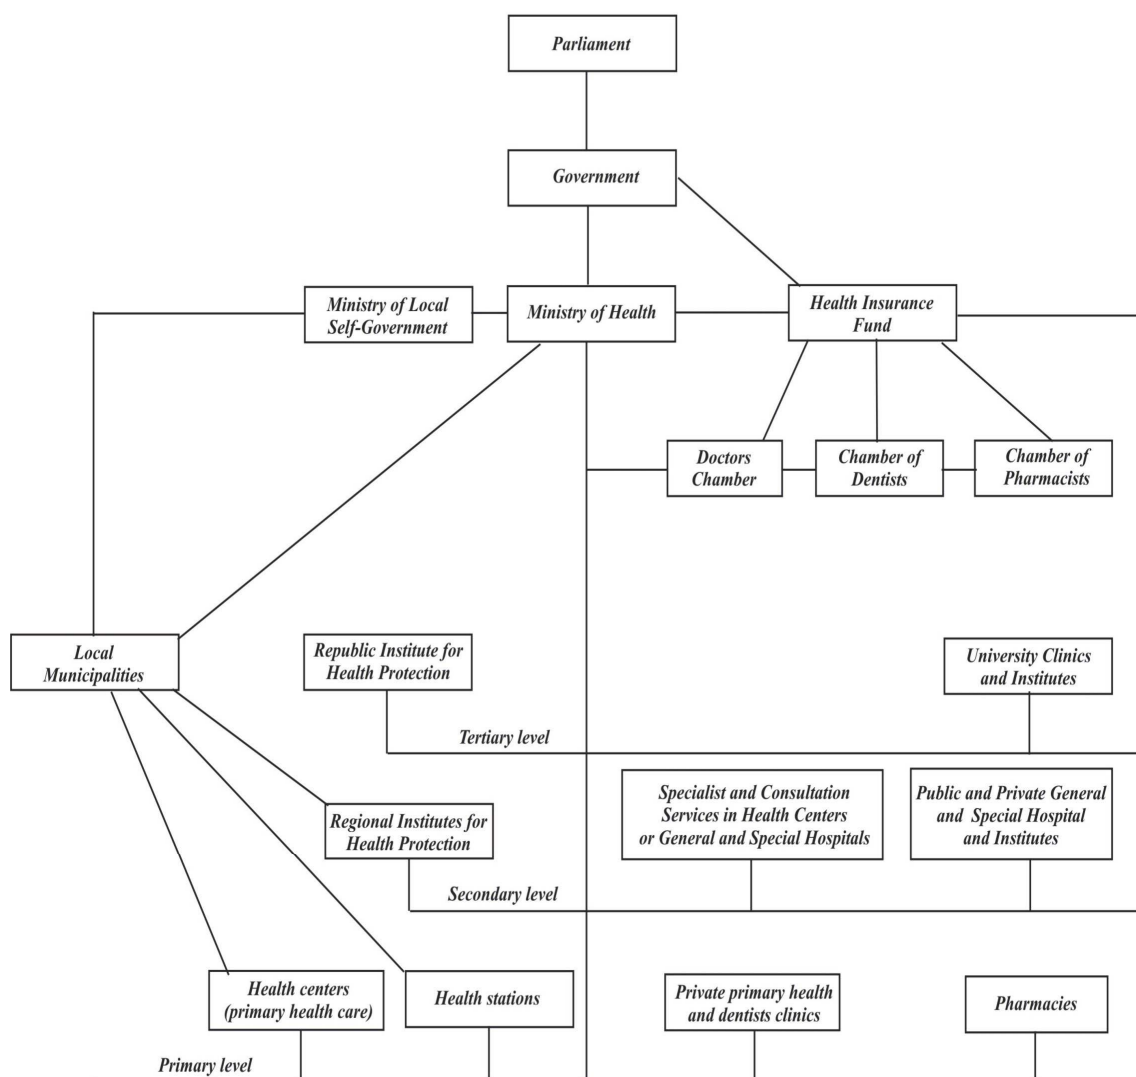 Parliament
Government
Ministry of Local
Self-Government
Ministry of Health
Health Insurance
Fund
Doctors
Chamber
Chamber of
Dentists
Chamber of
Pharmacists
Local
Municipalities
Republic Institute for
Health Protection
University Clinics
and Institutes
Tertiary level
Specialist and Consultation
Services in Health Centers
or General and Special Hospitals
Public and Private General
and Special Hospital
and Institutes
Regional Institutes for
Health Protection
Secondary level
Health centers
(primary health care)
Health stations
Private primary health
and dentists clinics
Pharmacies
Primary level